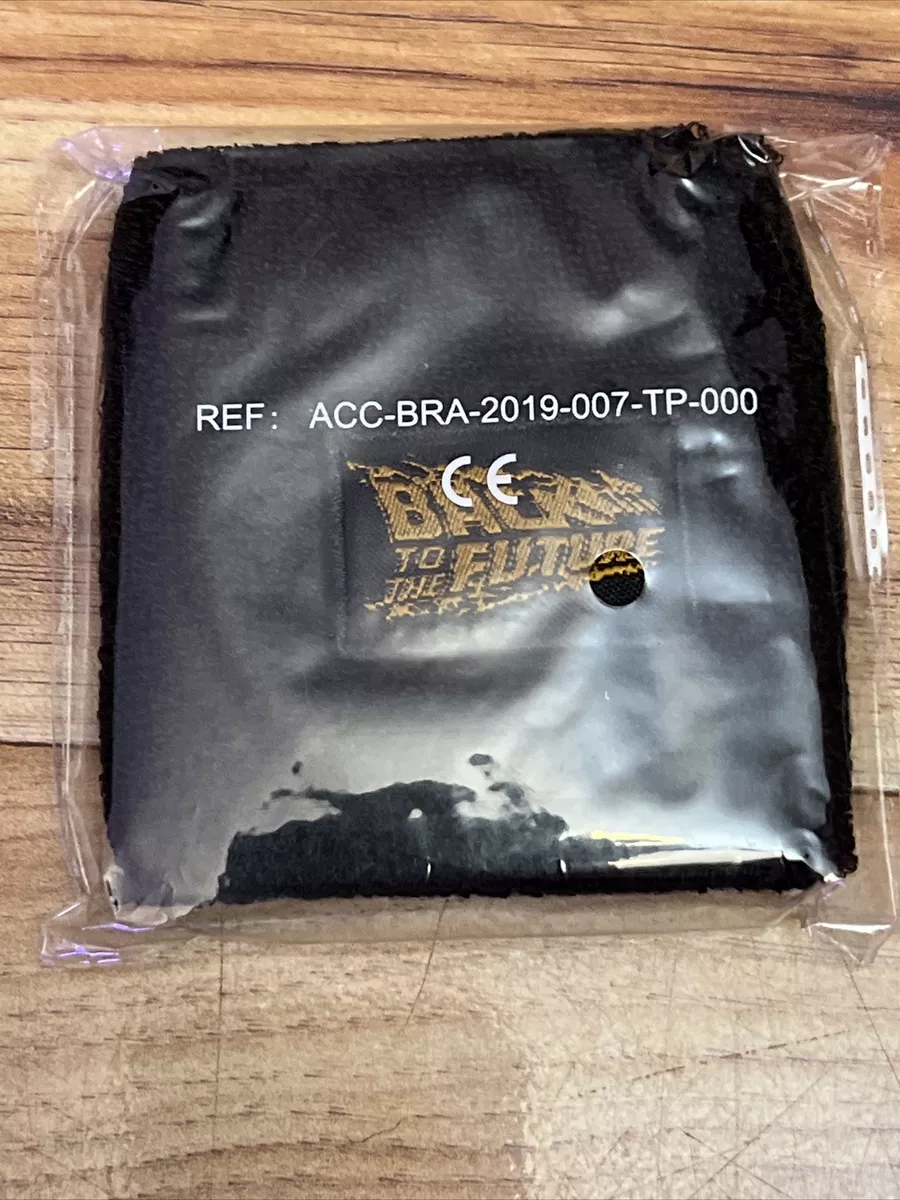 REF: ACC-BRA-2019-007-TP-000
CE
BACK
TO
THE FUTURE